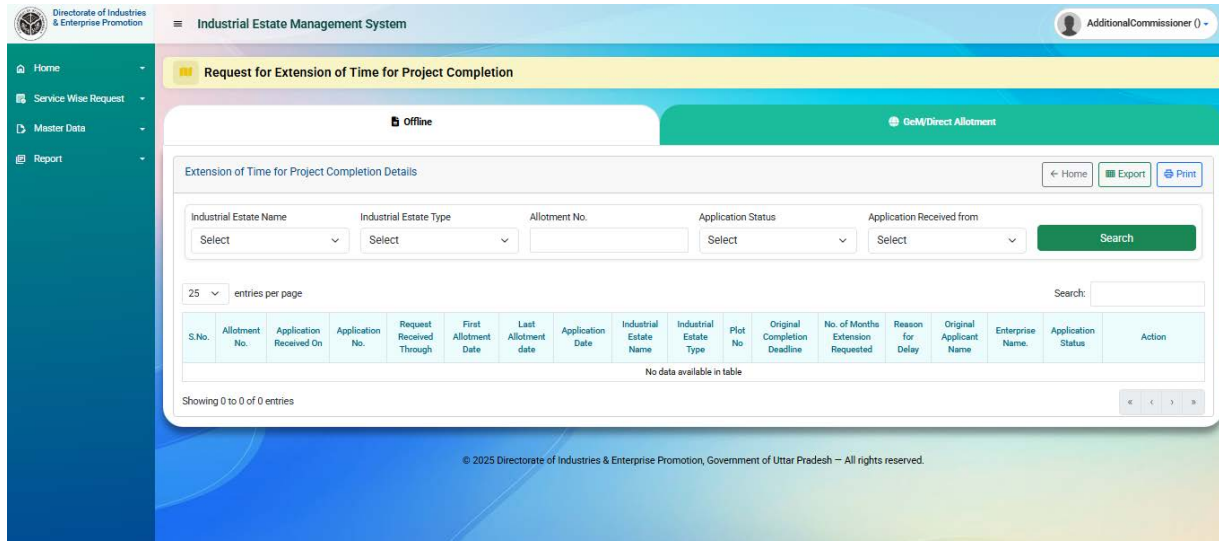 Directorate of Industries
& Enterprise Promotion
Industrial Estate Management System
AdditionalCommissioner ()
Home
Service Wise Request
Master Data
Report
Request for Extension of Time for Project Completion
Offline
GeM/Direct Allotment
Extension of Time for Project Completion Details
← Home
Export
Print
Industrial Estate Name
Industrial Estate Type
Allotment No.
Application Status
Application Received from
Select
Select
Select
Select
Search
25 entries per page
Search:
S.No.
Allotment
No.
Application
Received On
Application
No.
Request
Received
Through
First
Allotment
Date
Last
Allotment
date
Application
Date
Industrial
Estate
Name
Industrial
Estate
Type
Plot
No
Original
Completion
Deadline
No. of Months
Extension
Requested
Reason
for
Delay
Original
Applicant
Name
Enterprise
Name.
Application
Status
Action
No data available in table
Showing 0 to 0 of 0 entries
« ‹ › »
© 2025 Directorate of Industries & Enterprise Promotion, Government of Uttar Pradesh — All rights reserved.